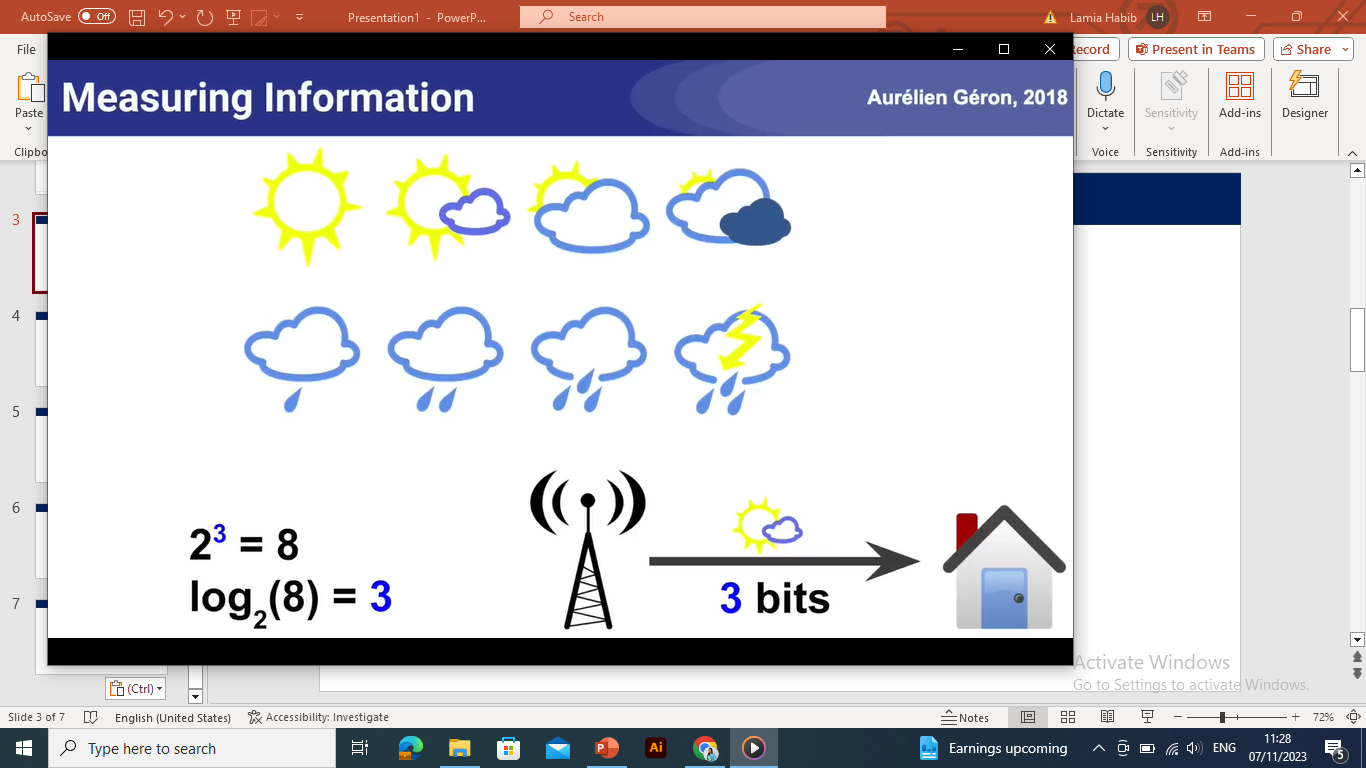 AutoSave Off Presentation1 - PowerP... Search Lamia Habib LH
File ecord Present in Teams Share
Measuring Information Aurélien Géron, 2018
Paste Dictate Sensitivity Add-ins Designer
Clipbo Voice Sensitivity Add-ins
3
4
5
6
7
2³ = 8
log₂(8) = 3
3 bits
(Ctrl)
Activate Windows
Go to Settings to activate Windows.
Slide 3 of 7 English (United States) Accessibility: Investigate Notes 72%
Type here to search Ai Earnings upcoming ENG 11:28
07/11/2023 5